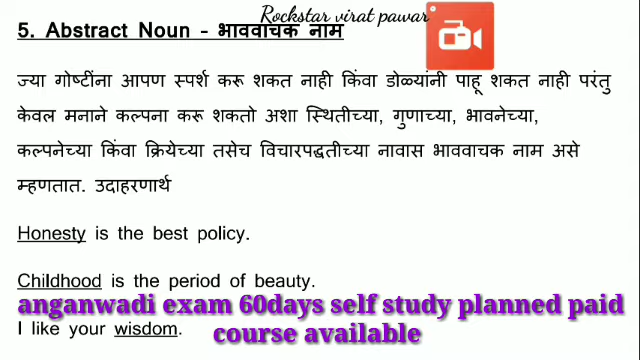 Rockstar virat pawar
5. Abstract Noun - भाववाचक नाम
ज्या गोष्टींना आपण स्पर्श करू शकत नाही किंवा डोळ्यांनी पाहू शकत नाही परंतु
केवल मनाने कल्पना करू शकतो अशा स्थितीच्या, गुणाच्या, भावनेच्या,
कल्पनेच्या किंवा क्रियेच्या तसेच विचारपद्धतीच्या नावास भाववाचक नाम असे
म्हणतात. उदाहरणार्थ
Honesty is the best policy.
Childhood is the period of beauty.
anganwadi exam 60days self study planned paid
I like your wisdom.
course available